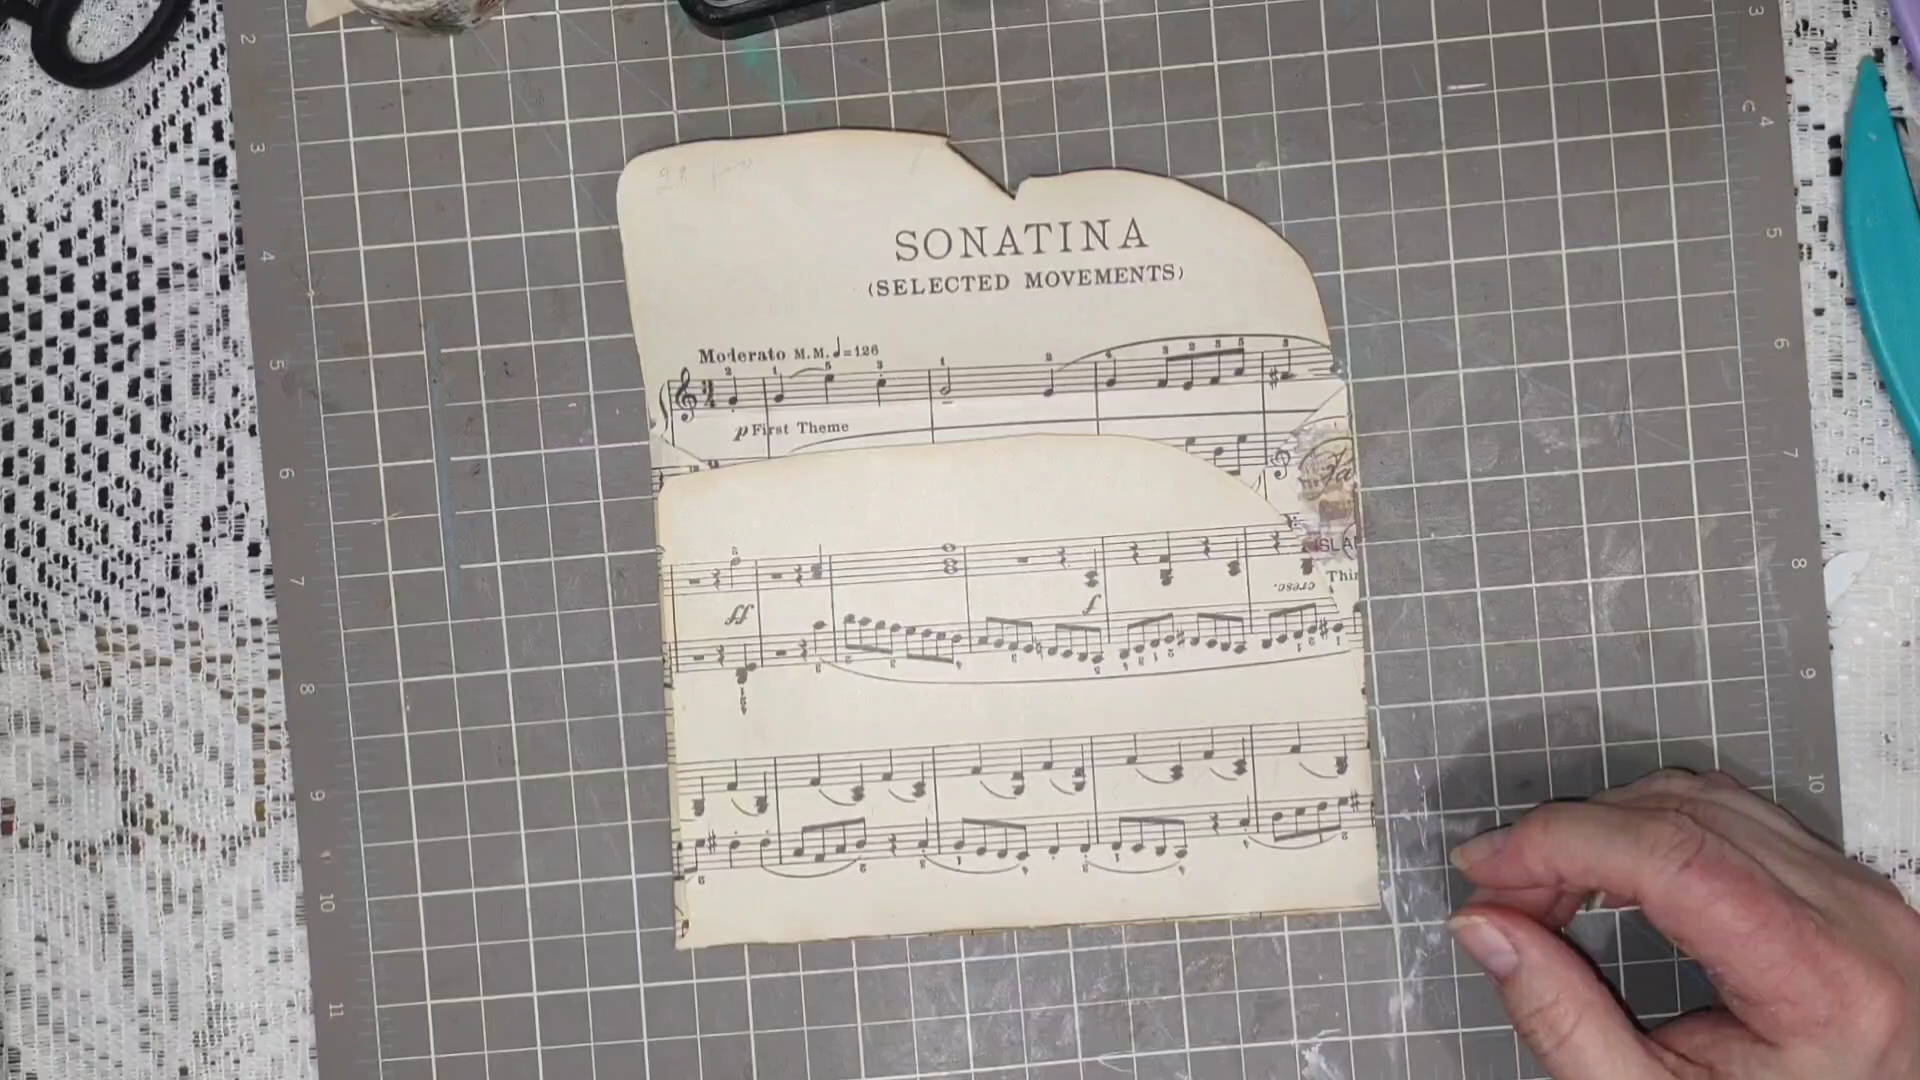 SONATINA
(SELECTED MOVEMENTS)
Moderato M.M. ♩=126
p First Theme
ff
f
cresc.